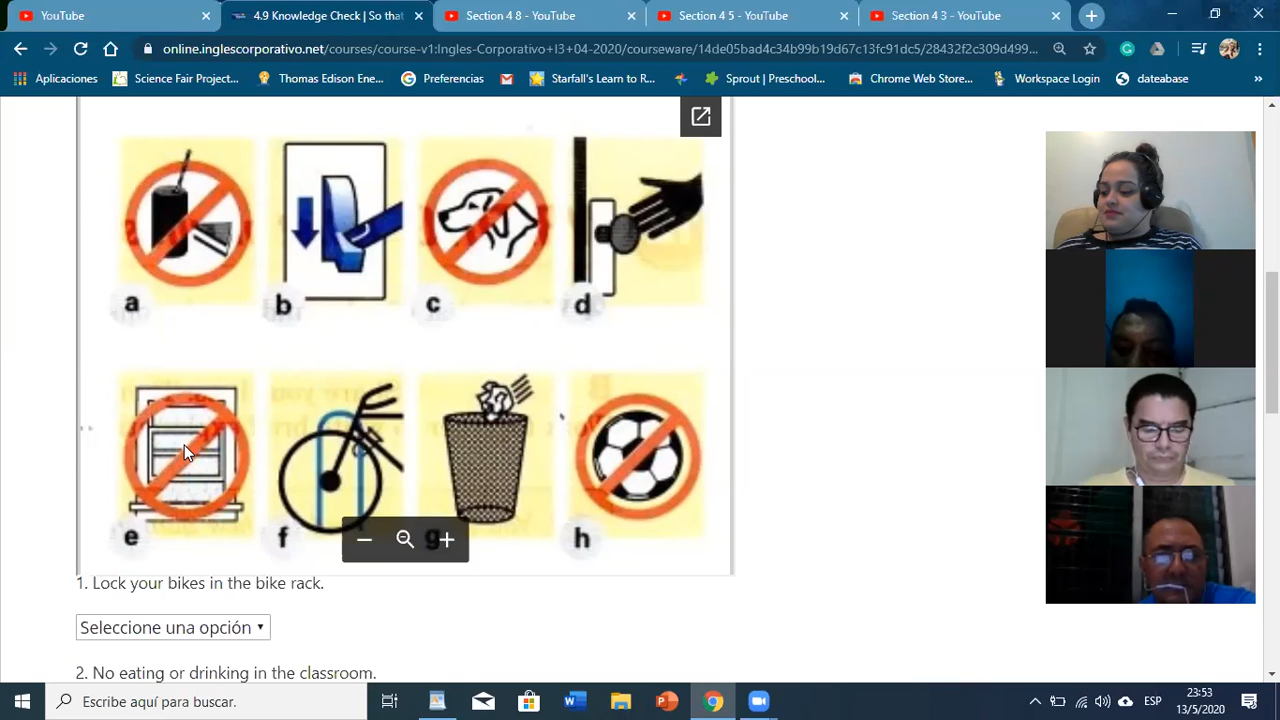 YouTube
4.9 Knowledge Check | So that
Section 4 8 - YouTube
Section 4 5 - YouTube
Section 4 3 - YouTube
online.inglescorporativo.net/courses/course-v1:Ingles-Corporativo+I3+04-2020/courseware/14de05bad4c34b99b19d67c13fc91dc5/28432f2c309d499...
Aplicaciones
Science Fair Project...
Thomas Edison Ene...
Preferencias
Starfall's Learn to R...
Sprout | Preschool...
Chrome Web Store...
Workspace Login
dateabase
»
a
b
c
d
e
f
g
h
1. Lock your bikes in the bike rack.
Seleccione una opción
2. No eating or drinking in the classroom.
Escribe aquí para buscar.
ESP
23:53
13/5/2020